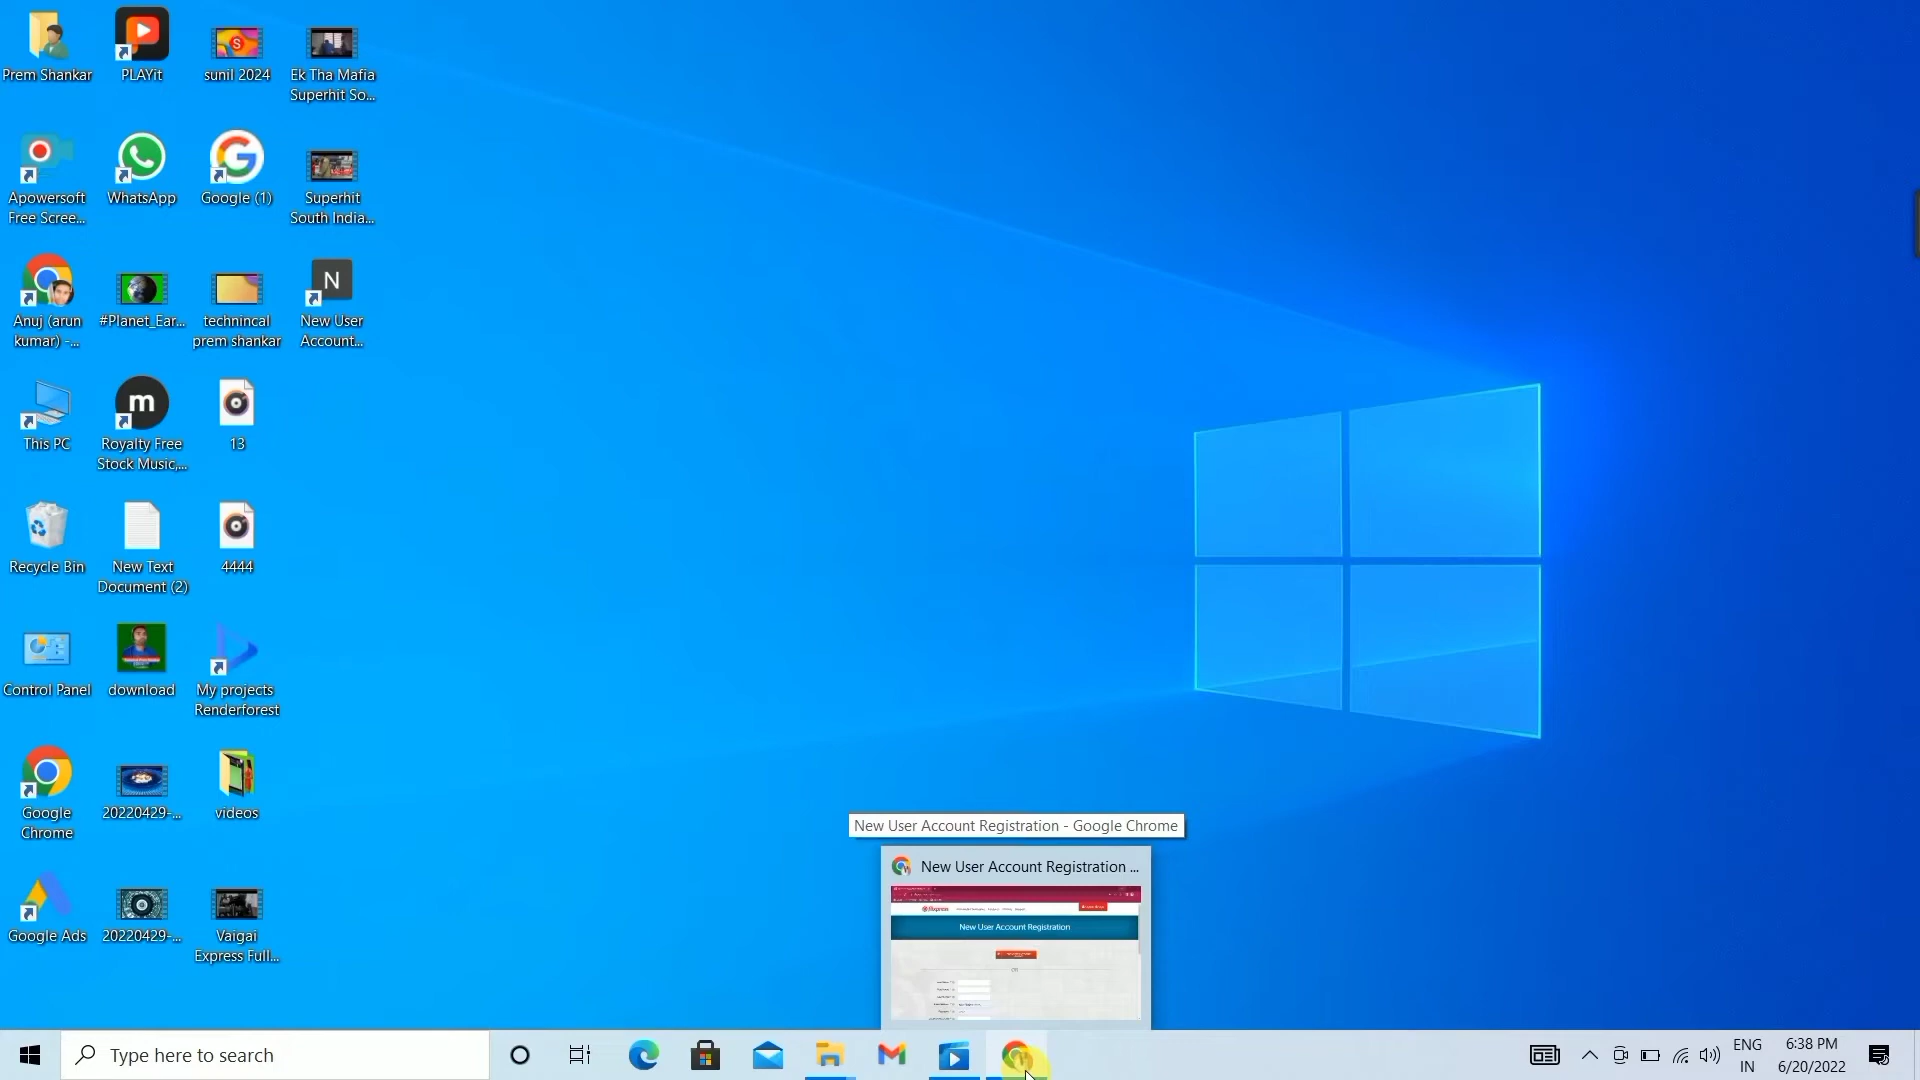 Prem Shankar
PLAYit
sunil 2024
Ek Tha Mafia
Superhit So...
Apowersoft
Free Scree...
WhatsApp
Google (1)
Superhit
South India...
Anuj (arun
kumar) -...
#Planet_Ear...
technincal
prem shankar
N
New User
Account...
This PC
m
Royalty Free
Stock Music,...
13
Recycle Bin
New Text
Document (2)
4444
Control Panel
download
My projects
Renderforest
Google
Chrome
20220429-...
videos
Google Ads
20220429-...
Vaigai
Express Full...
New User Account Registration - Google Chrome
New User Account Registration ...
New User Account Registration
Type here to search
ENG
IN
6:38 PM
6/20/2022